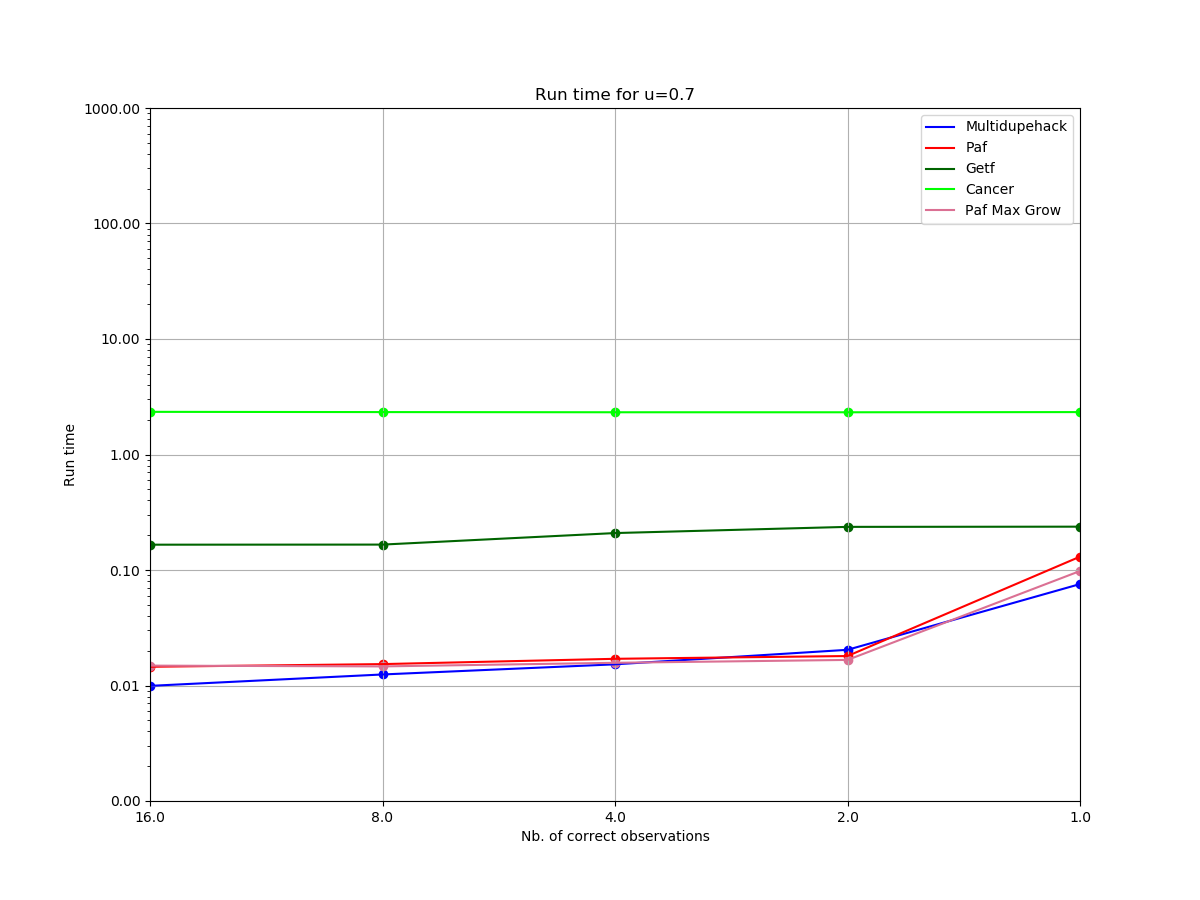 Run time for u=0.7
1000.00
100.00
10.00
1.00
0.10
0.01
0.00
Run time
Multidupehack
Paf
Getf
Cancer
Paf Max Grow
16.0
8.0
4.0
2.0
1.0
Nb. of correct observations